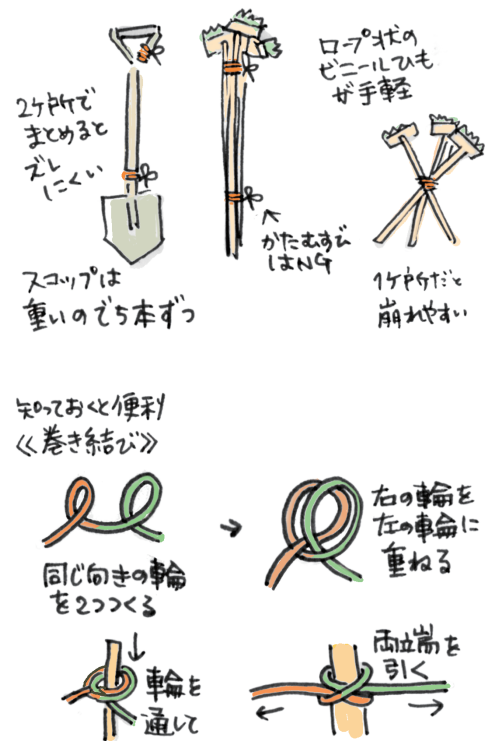 ロープ状の
ビニールひも
が手軽
2ヶ所で
まとめると
ズレ
にくい
かたむすび
はNG
スコップは
重いので5本ずつ
1ヶ所だと
崩れやすい
知っておくと便利
≪巻き結び≫
右の輪を
左の輪に
重ねる
同じ向きの輪
を2つつくる
輪を
通して
両端を
引く